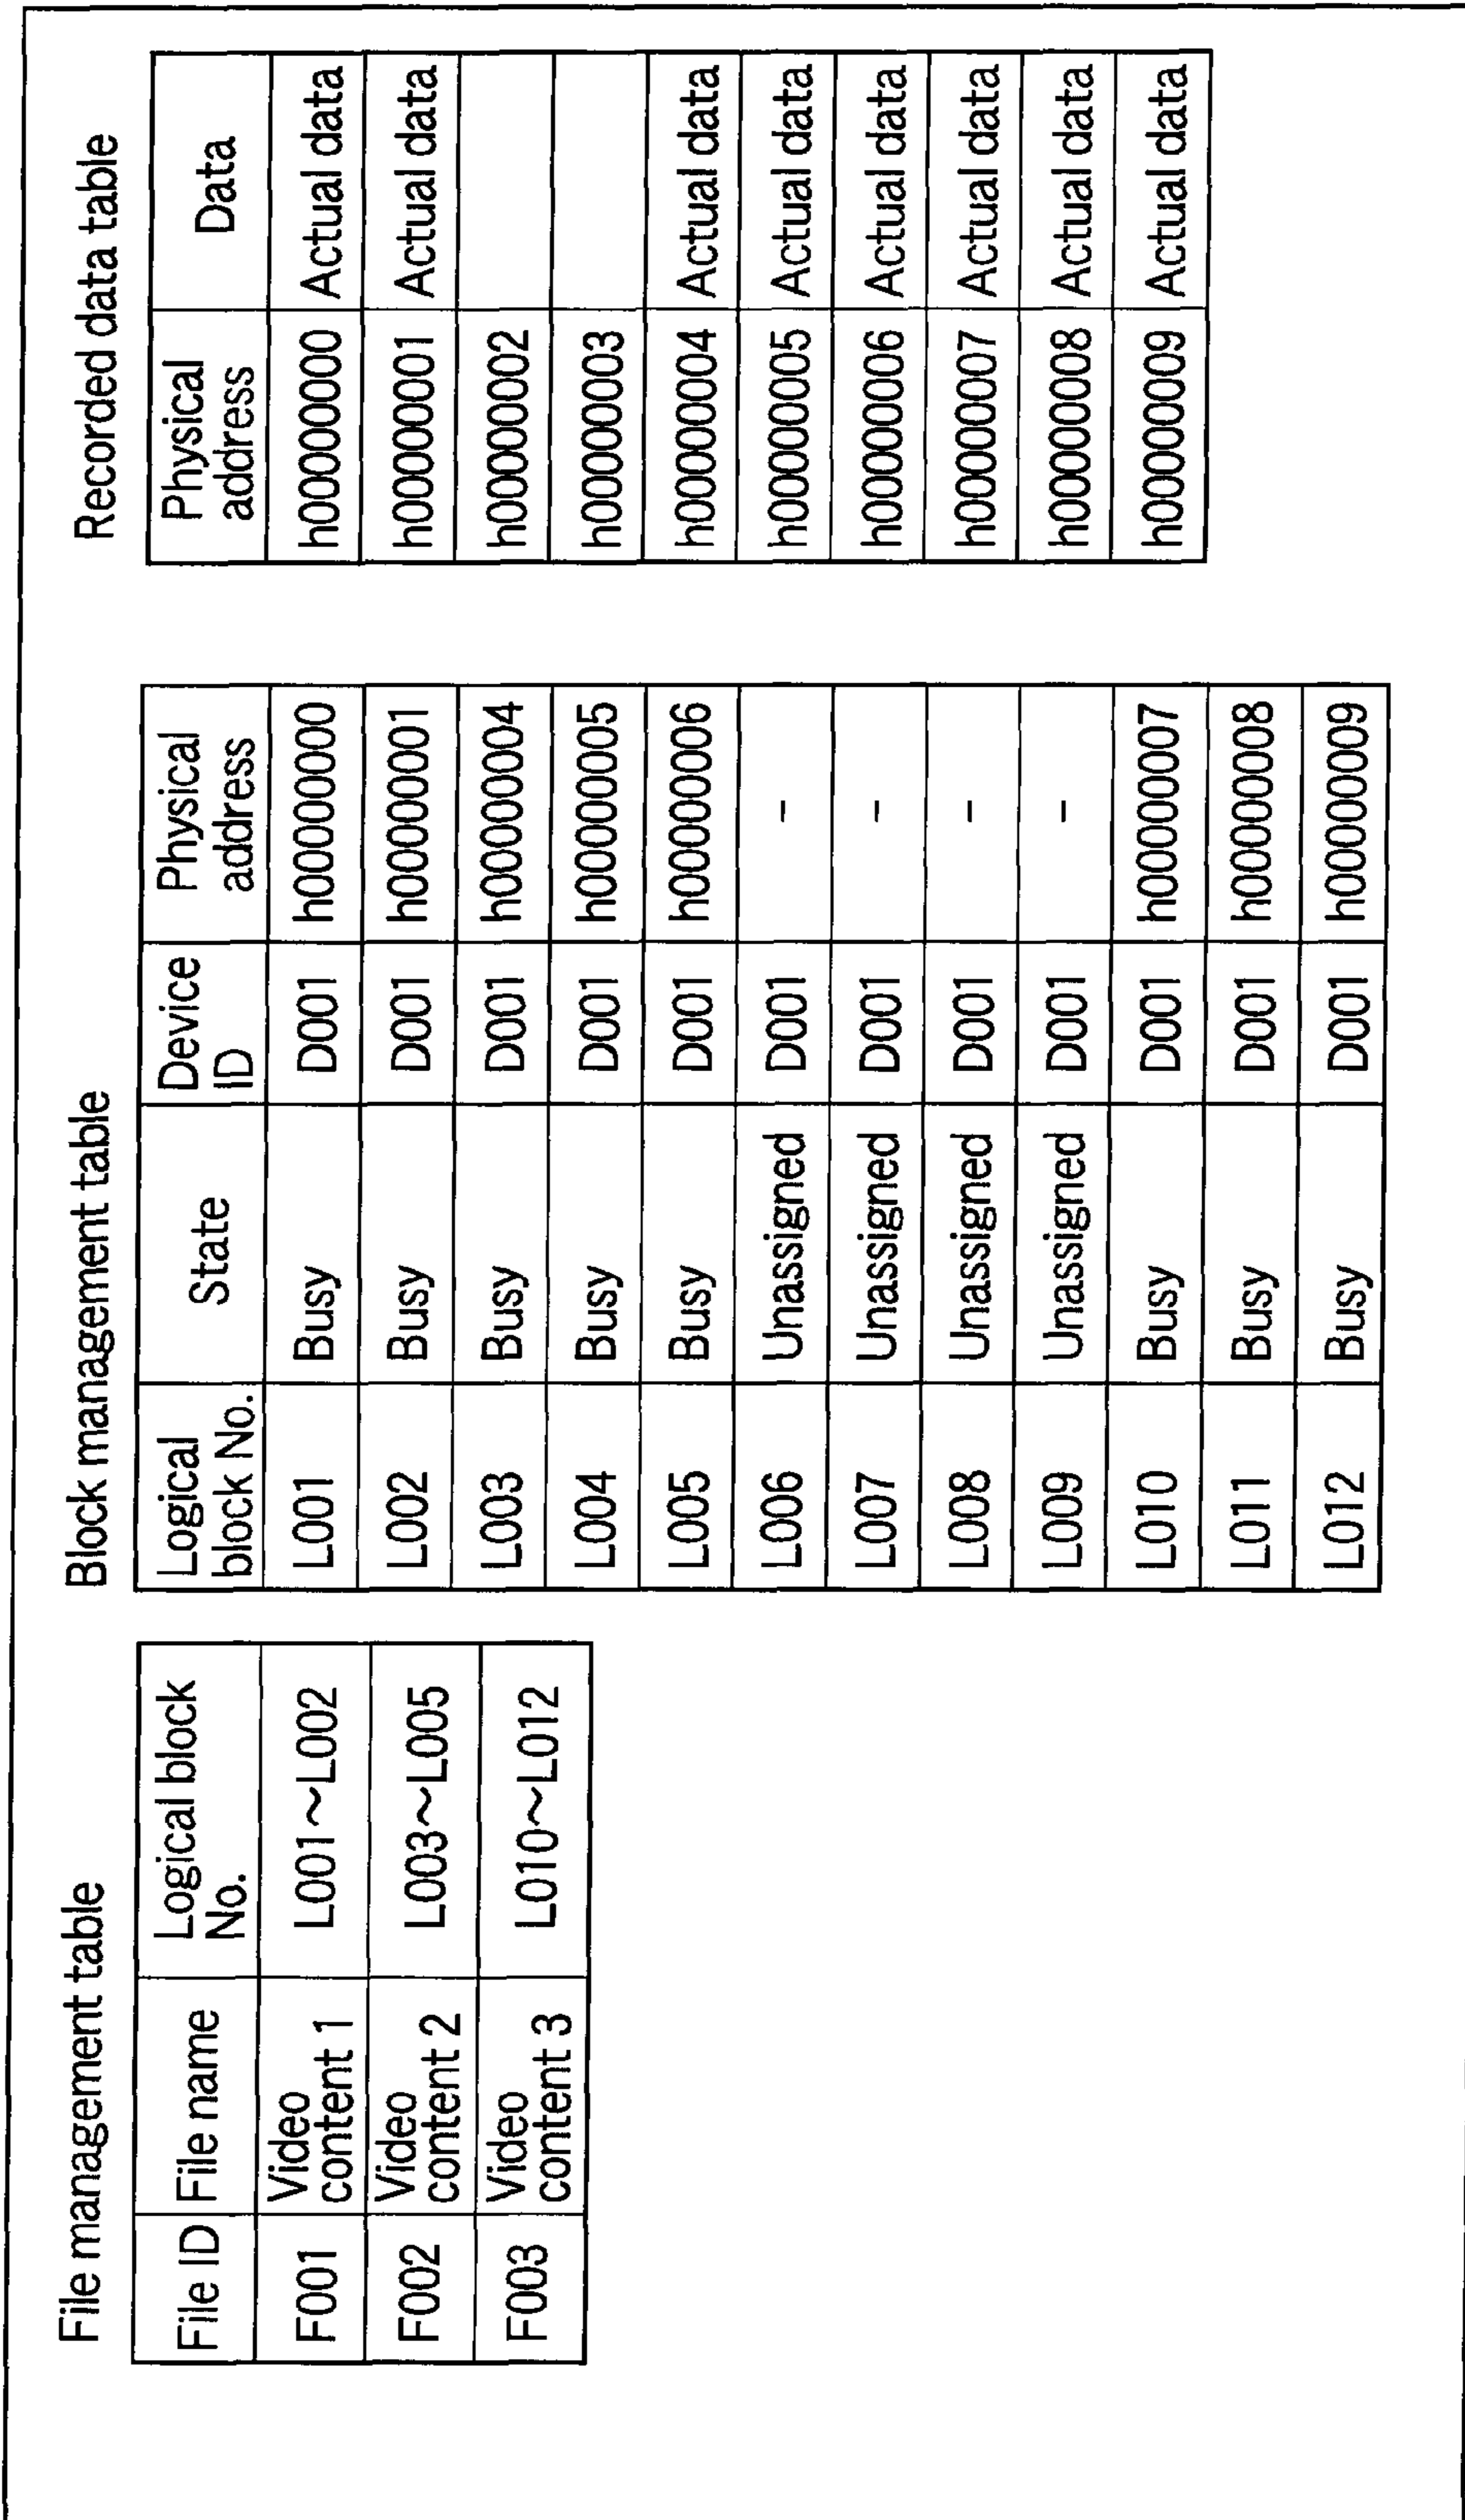 File management table
File ID File name Logical block No.
F001 Video content 1 L001~L002
F002 Video content 2 L003~L005
F003 Video content 3 L010~L012
Block management table
Logical block No. State Device ID Physical address
L001 Busy D001 h00000000
L002 Busy D001 h00000001
L003 Busy D001 h00000004
L004 Busy D001 h00000005
L005 Busy D001 h00000006
L006 Unassigned D001 -
L007 Unassigned D001 -
L008 Unassigned D001 -
L009 Unassigned D001 -
L010 Busy D001 h00000007
L011 Busy D001 h00000008
L012 Busy D001 h00000009
Recorded data table
Physical address Data
h00000000 Actual data
h00000001 Actual data
h00000002
h00000003
h00000004 Actual data
h00000005 Actual data
h00000006 Actual data
h00000007 Actual data
h00000008 Actual data
h00000009 Actual data